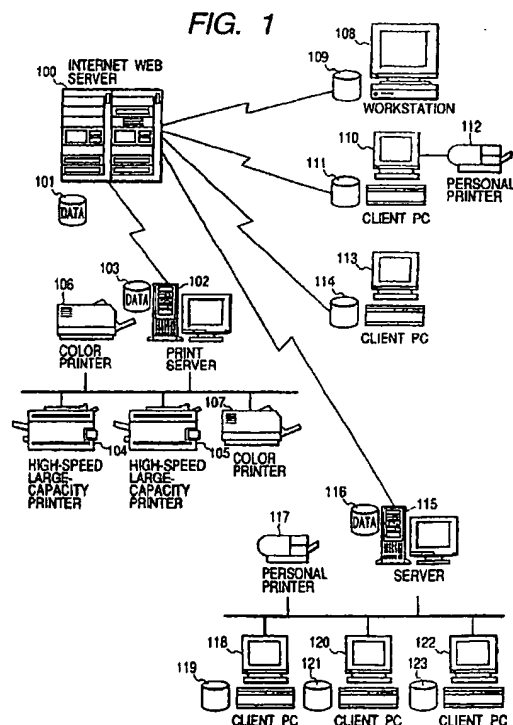 FIG. 1
100
INTERNET WEB
SERVER
101
DATA
108
109
WORKSTATION
110
111
112
CLIENT PC
PERSONAL
PRINTER
113
114
CLIENT PC
106
COLOR
PRINTER
103
DATA
102
PRINT
SERVER
104
HIGH-SPEED
LARGE-
CAPACITY
PRINTER
105
HIGH-SPEED
LARGE-
CAPACITY
PRINTER
107
COLOR
PRINTER
116
DATA
115
SERVER
117
PERSONAL
PRINTER
118
119
CLIENT PC
120
121
CLIENT PC
122
123
CLIENT PC